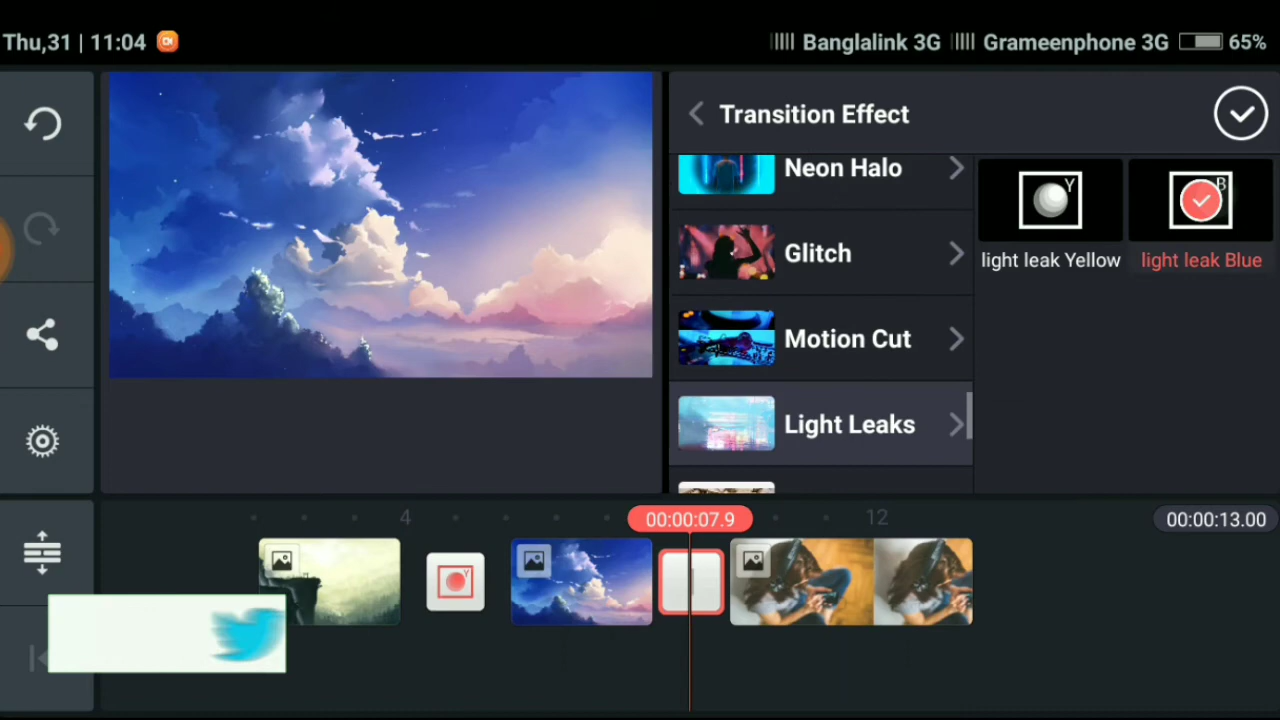 Thu,31 | 11:04
Banglalink 3G Grameenphone 3G 65%
Transition Effect
Neon Halo
Glitch
Motion Cut
Light Leaks
Y
light leak Yellow
B
light leak Blue
4
00:00:07.9
12
00:00:13.00
Y